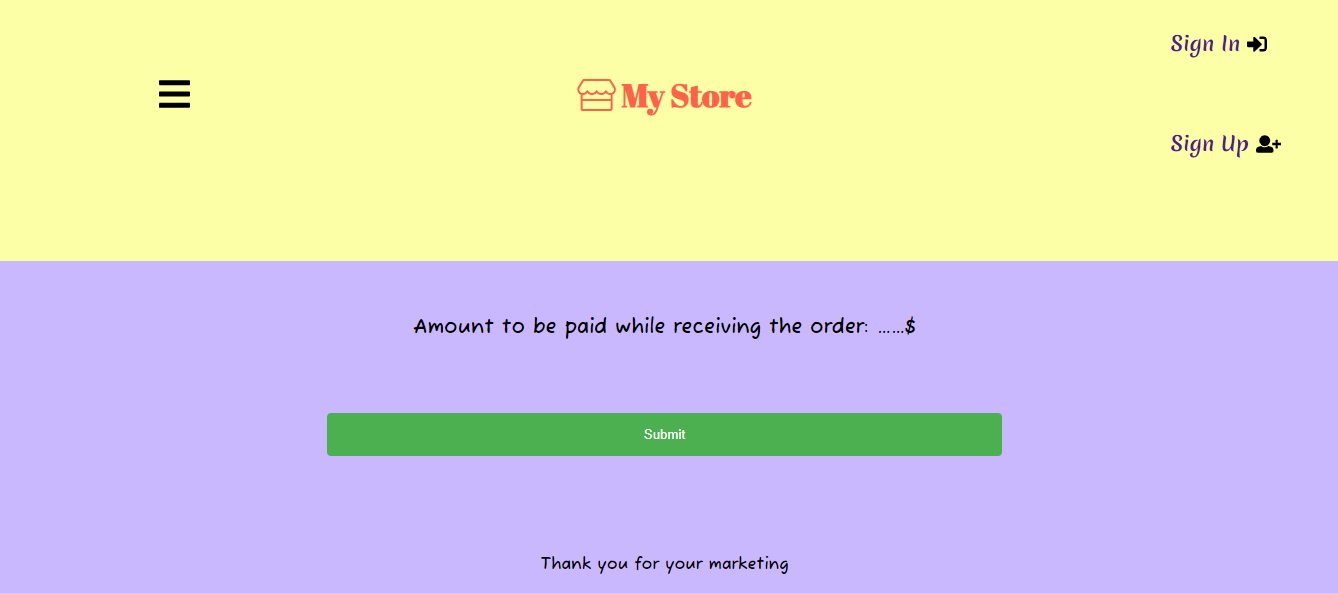 Sign In
My Store
Sign Up
Amount to be paid while receiving the order: ......$
Submit
Thank you for your marketing